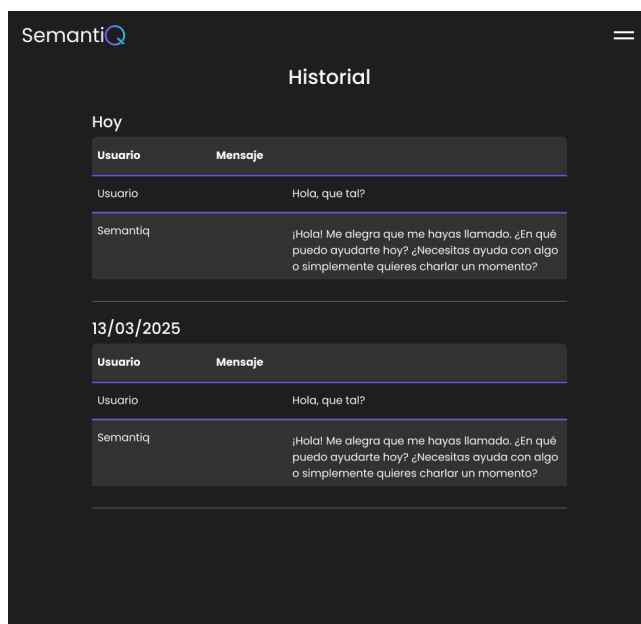 SemantiQ
Historial
Hoy
Usuario Mensaje
Usuario Hola, que tal?
Semantiq ¡Hola! Me alegra que me hayas llamado. ¿En qué
puedo ayudarte hoy? ¿Necesitas ayuda con algo
o simplemente quieres charlar un momento?
13/03/2025
Usuario Mensaje
Usuario Hola, que tal?
Semantiq ¡Hola! Me alegra que me hayas llamado. ¿En qué
puedo ayudarte hoy? ¿Necesitas ayuda con algo
o simplemente quieres charlar un momento?